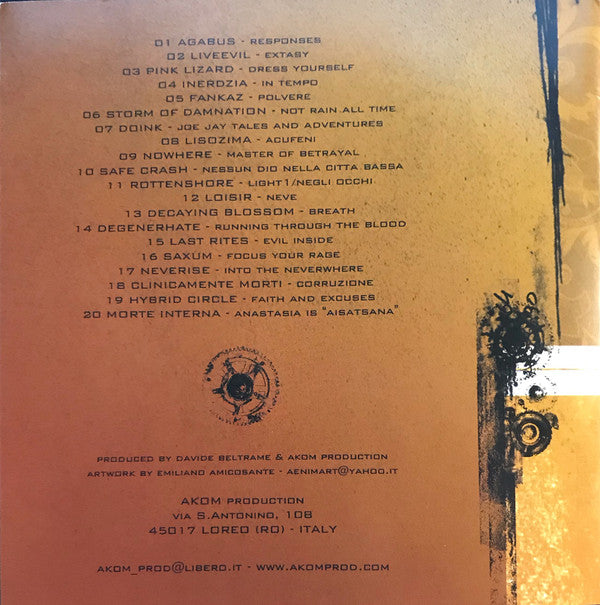 01 AGABUS - RESPONSES
02 LIVEEVIL - EXTASY
03 PINK LIZARD - DRESS YOURSELF
04 INERDZIA - IN TEMPO
05 FANKAZ - POLVERE
06 STORM OF DAMNATION - NOT RAIN ALL TIME
07 DOINK - JOE JAY TALES AND ADVENTURES
08 LISOZIMA - ACUFENI
09 NOWHERE - MASTER OF BETRAYAL
10 SAFE CRASH - NESSUN DIO NELLA CITTA BASSA
11 ROTTENSHORE - LIGHT1/NEGLI OCCHI
12 LOISIR - NEVE
13 DECAYING BLOSSOM - BREATH
14 DEGENERHATE - RUNNING THROUGH THE BLOOD
15 LAST RITES - EVIL INSIDE
16 SAXUM - FOCUS YOUR RAGE
17 NEVERISE - INTO THE NEVERWHERE
18 CLINICAMENTE MORTI - CORRUZIONE
19 HYBRID CIRCLE - FAITH AND EXCUSES
20 MORTE INTERNA - ANASTASIA IS "AISATSANA"
PRODUCED BY DAVIDE BELTRAME & AKOM PRODUCTION
ARTWORK BY EMILIANO AMICOSANTE - AENIMART@YAHOO.IT
AKOM PRODUCTION
VIA S.ANTONINO, 108
45017 LOREO (RO) - ITALY
AKOM_PROD@LIBERO.IT - WWW.AKOMPROD.COM